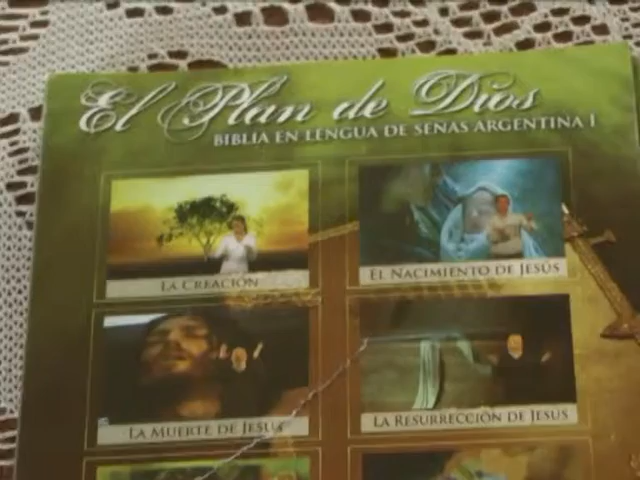 El Plan de Dios
BIBLIA EN LENGUA DE SEÑAS ARGENTINA I
LA CREACIÓN
EL NACIMIENTO DE JESÚS
LA MUERTE DE JESÚS
LA RESURRECCIÓN DE JESÚS